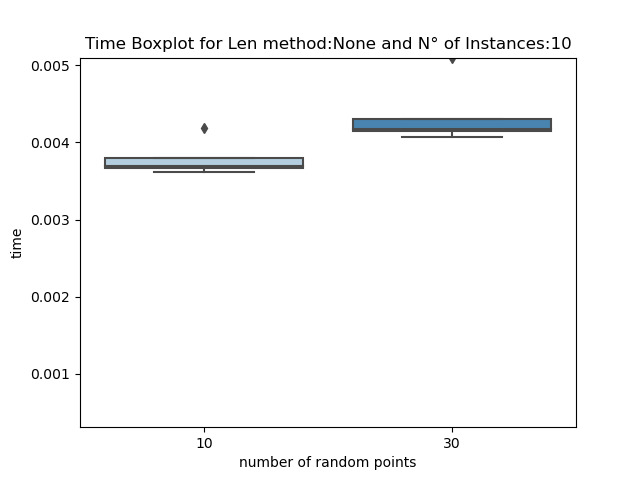 Time Boxplot for Len method:None and N° of Instances:10
0.005
0.004
0.003
0.002
0.001
time
10 30
number of random points